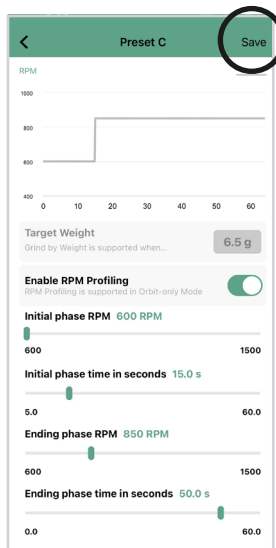 Preset C
Save
RPM
1000
800
600
400
0 10 20 30 40 50 60
Target Weight
Grind by Weight is supported when...
6.5 g
Enable RPM Profiling
RPM Profiling is supported in Orbit-only Mode
Initial phase RPM 600 RPM
600 1500
Initial phase time in seconds 15.0 s
5.0 60.0
Ending phase RPM 850 RPM
600 1500
Ending phase time in seconds 50.0 s
0.0 60.0